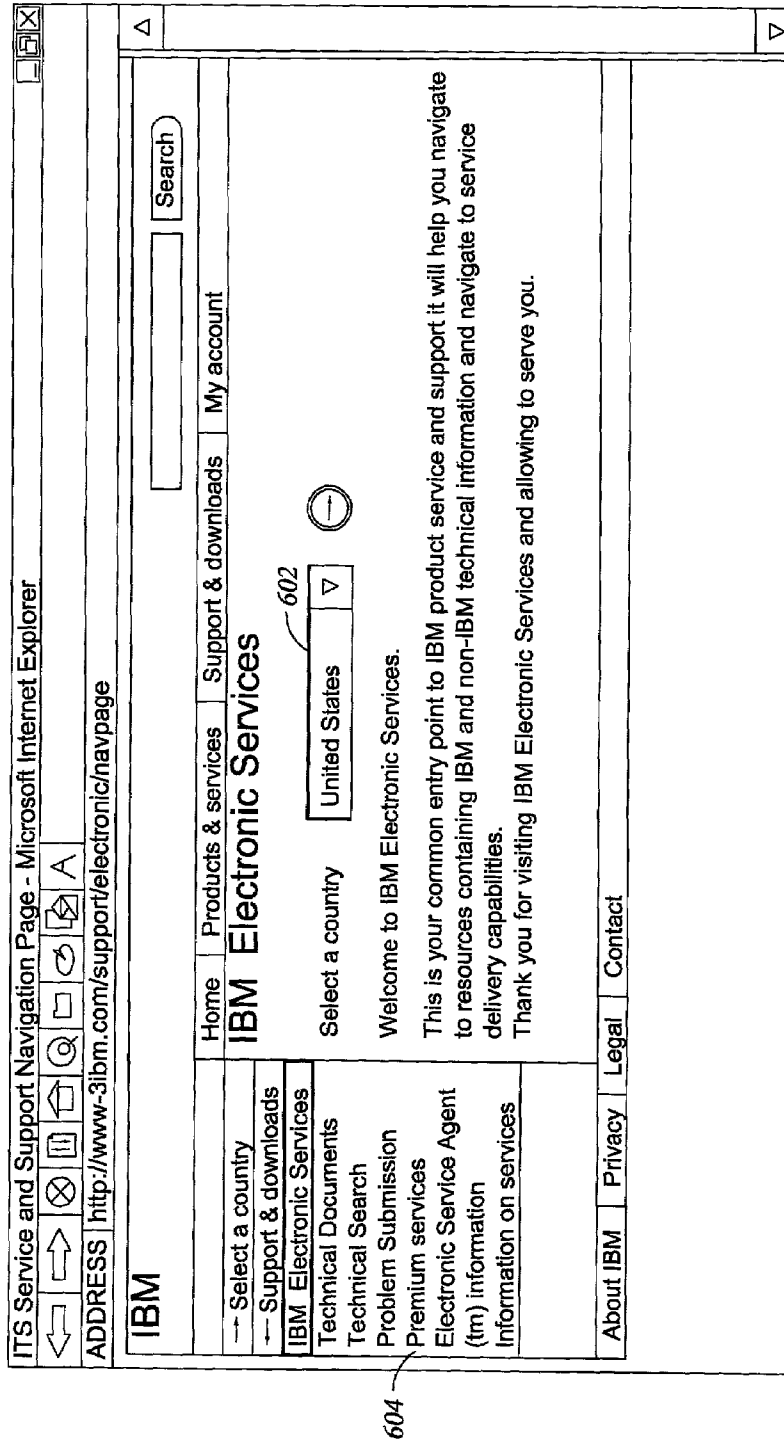 ITS Service and Support Navigation Page - Microsoft Internet Explorer
A
ADDRESS http://www-3ibm.com/support/electronic/navpage
IBM
Search
Home Products & services Support & downloads My account
→ Select a country
← Support & downloads
IBM Electronic Services
Technical Documents
Technical Search
Problem Submission
Premium services
Electronic Service Agent
(tm) information
Information on services
604
IBM Electronic Services
Select a country United States
602
Welcome to IBM Electronic Services.
This is your common entry point to IBM product service and support it will help you navigate
to resources containing IBM and non-IBM technical information and navigate to service
delivery capabilities.
Thank you for visiting IBM Electronic Services and allowing to serve you.
About IBM Privacy Legal Contact